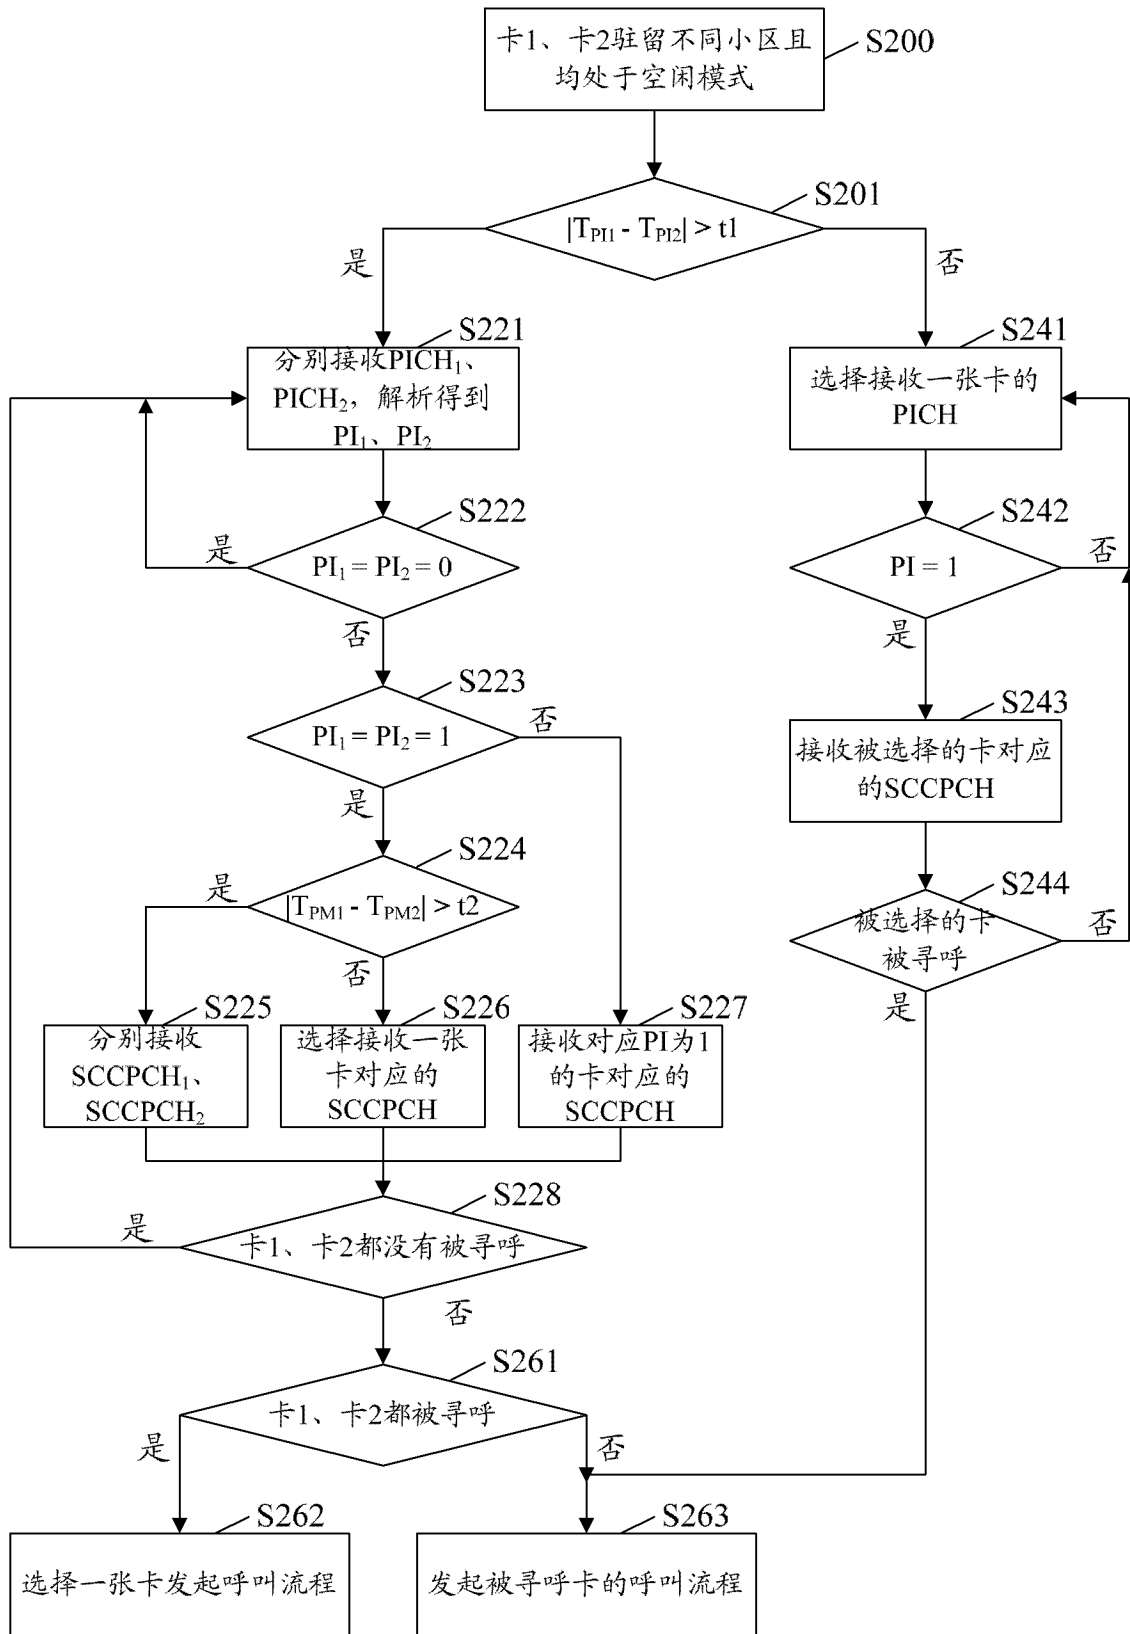 卡1、卡2驻留不同小区且
均处于空闲模式
S200
|T_PI1 - T_PI2| > t1
S201
是
否
分别接收PICH₁、
PICH₂，解析得到
PI₁、PI₂
S221
选择接收一张卡的
PICH
S241
PI₁ = PI₂ = 0
S222
是
否
PI = 1
S242
否
是
PI₁ = PI₂ = 1
S223
否
是
接收被选择的卡对应
的SCCPCH
S243
|T_PM1 - T_PM2| > t2
S224
是
否
被选择的卡
被寻呼
S244
否
是
分别接收
SCCPCH₁、
SCCPCH₂
S225
选择接收一张
卡对应的
SCCPCH
S226
接收对应PI为1
的卡对应的
SCCPCH
S227
卡1、卡2都没有被寻呼
S228
是
否
卡1、卡2都被寻呼
S261
是
否
选择一张卡发起呼叫流程
S262
发起被寻呼卡的呼叫流程
S263